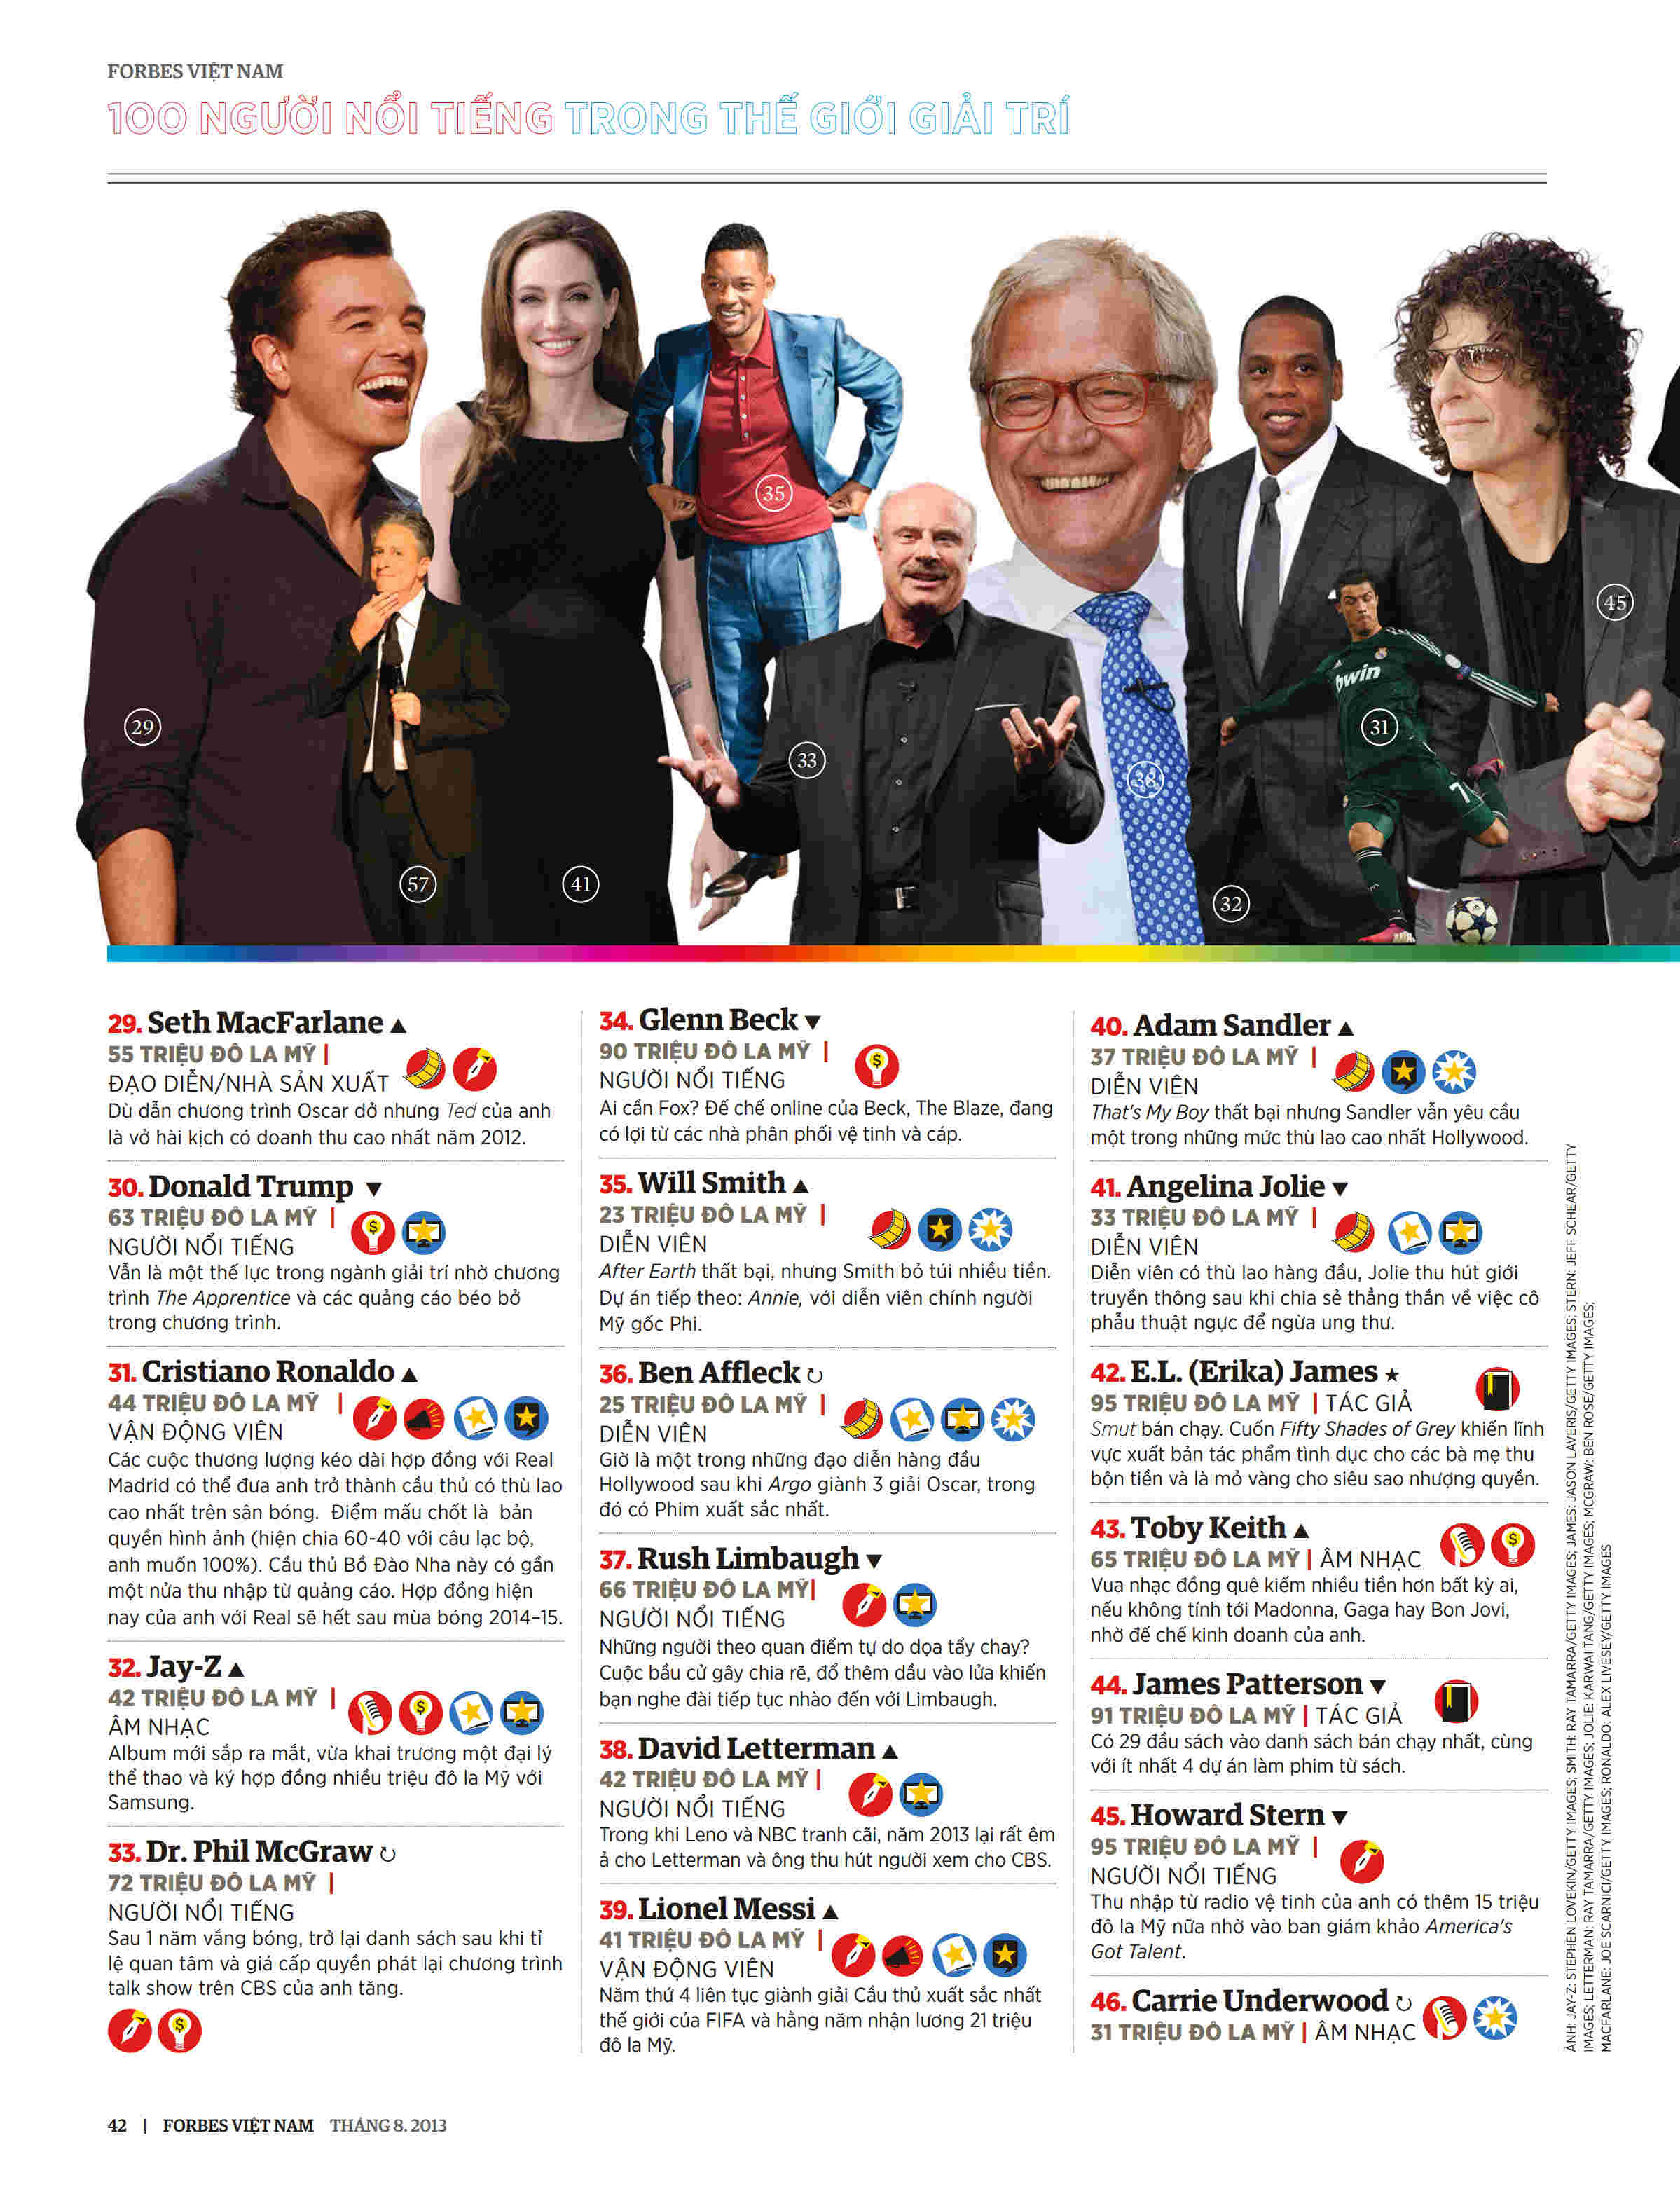 FORBES VIỆT NAM
100 NGƯỜI NỔI TIẾNG TRONG THẾ GIỚI GIẢI TRÍ
35
45
29
31
33
38
57
41
32
bwin
7
29. Seth MacFarlane ▲
55 TRIỆU ĐÔ LA MỸ |
ĐẠO DIỄN/NHÀ SẢN XUẤT
Dù dẫn chương trình Oscar dở nhưng Ted của anh
là vở hài kịch có doanh thu cao nhất năm 2012.
30. Donald Trump ▼
63 TRIỆU ĐÔ LA MỸ |
NGƯỜI NỔI TIẾNG
Vẫn là một thế lực trong ngành giải trí nhờ chương
trình The Apprentice và các quảng cáo béo bở
trong chương trình.
31. Cristiano Ronaldo ▲
44 TRIỆU ĐÔ LA MỸ |
VẬN ĐỘNG VIÊN
Các cuộc thương lượng kéo dài hợp đồng với Real
Madrid có thể đưa anh trở thành cầu thủ có thù lao
cao nhất trên sân bóng. Điểm mấu chốt là bản
quyền hình ảnh (hiện chia 60-40 với câu lạc bộ,
anh muốn 100%). Cầu thủ Bồ Đào Nha này có gần
một nửa thu nhập từ quảng cáo. Hợp đồng hiện
nay của anh với Real sẽ hết sau mùa bóng 2014–15.
32. Jay-Z ▲
42 TRIỆU ĐÔ LA MỸ |
ÂM NHẠC
Album mới sắp ra mắt, vừa khai trương một đại lý
thể thao và ký hợp đồng nhiều triệu đô la Mỹ với
Samsung.
33. Dr. Phil McGraw ↻
72 TRIỆU ĐÔ LA MỸ |
NGƯỜI NỔI TIẾNG
Sau 1 năm vắng bóng, trở lại danh sách sau khi tỉ
lệ quan tâm và giá cấp quyền phát lại chương trình
talk show trên CBS của anh tăng.
34. Glenn Beck ▼
90 TRIỆU ĐÔ LA MỸ |
NGƯỜI NỔI TIẾNG
Ai cần Fox? Đế chế online của Beck, The Blaze, đang
có lợi từ các nhà phân phối vệ tinh và cáp.
35. Will Smith ▲
23 TRIỆU ĐÔ LA MỸ |
DIỄN VIÊN
After Earth thất bại, nhưng Smith bỏ túi nhiều tiền.
Dự án tiếp theo: Annie, với diễn viên chính người
Mỹ gốc Phi.
36. Ben Affleck ↻
25 TRIỆU ĐÔ LA MỸ |
DIỄN VIÊN
Giờ là một trong những đạo diễn hàng đầu
Hollywood sau khi Argo giành 3 giải Oscar, trong
đó có Phim xuất sắc nhất.
37. Rush Limbaugh ▼
66 TRIỆU ĐÔ LA MỸ|
NGƯỜI NỔI TIẾNG
Những người theo quan điểm tự do dọa tẩy chay?
Cuộc bầu cử gây chia rẽ, đổ thêm dầu vào lửa khiến
bạn nghe đài tiếp tục nhào đến với Limbaugh.
38. David Letterman ▲
42 TRIỆU ĐÔ LA MỸ |
NGƯỜI NỔI TIẾNG
Trong khi Leno và NBC tranh cãi, năm 2013 lại rất êm
ả cho Letterman và ông thu hút người xem cho CBS.
39. Lionel Messi ▲
41 TRIỆU ĐÔ LA MỸ |
VẬN ĐỘNG VIÊN
Năm thứ 4 liên tục giành giải Cầu thủ xuất sắc nhất
thế giới của FIFA và hằng năm nhận lương 21 triệu
đô la Mỹ.
40. Adam Sandler ▲
37 TRIỆU ĐÔ LA MỸ |
DIỄN VIÊN
That's My Boy thất bại nhưng Sandler vẫn yêu cầu
một trong những mức thù lao cao nhất Hollywood.
41. Angelina Jolie ▼
33 TRIỆU ĐÔ LA MỸ |
DIỄN VIÊN
Diễn viên có thù lao hàng đầu, Jolie thu hút giới
truyền thông sau khi chia sẻ thẳng thắn về việc cô
phẫu thuật ngực để ngừa ung thư.
42. E.L. (Erika) James ★
95 TRIỆU ĐÔ LA MỸ | TÁC GIẢ
Smut bán chạy. Cuốn Fifty Shades of Grey khiến lĩnh
vực xuất bản tác phẩm tình dục cho các bà mẹ thu
bộn tiền và là mỏ vàng cho siêu sao nhượng quyền.
43. Toby Keith ▲
65 TRIỆU ĐÔ LA MỸ | ÂM NHẠC
Vua nhạc đồng quê kiếm nhiều tiền hơn bất kỳ ai,
nếu không tính tới Madonna, Gaga hay Bon Jovi,
nhờ đế chế kinh doanh của anh.
44. James Patterson ▼
91 TRIỆU ĐÔ LA MỸ | TÁC GIẢ
Có 29 đầu sách vào danh sách bán chạy nhất, cùng
với ít nhất 4 dự án làm phim từ sách.
45. Howard Stern ▼
95 TRIỆU ĐÔ LA MỸ |
NGƯỜI NỔI TIẾNG
Thu nhập từ radio vệ tinh của anh có thêm 15 triệu
đô la Mỹ nữa nhờ vào ban giám khảo America's
Got Talent.
46. Carrie Underwood ↻
31 TRIỆU ĐÔ LA MỸ | ÂM NHẠC
ẢNH: JAY-Z: STEPHEN LOVEKIN/GETTY IMAGES; SMITH: RAY TAMARRA/GETTY IMAGES; JAMES: JASON LAVERIS/GETTY IMAGES; STERN: JEFF SCHEAR/GETTY
IMAGES; LETTERMAN: RAY TAMARRA/GETTY IMAGES; JOLIE: KARWAI TANG/GETTY IMAGES; MCGRAW: BEN ROSE/GETTY IMAGES;
MACFARLANE: JOE SCARNICI/GETTY IMAGES; RONALDO: ALEX LIVESEY/GETTY IMAGES
42 | FORBES VIỆT NAM THÁNG 8. 2013